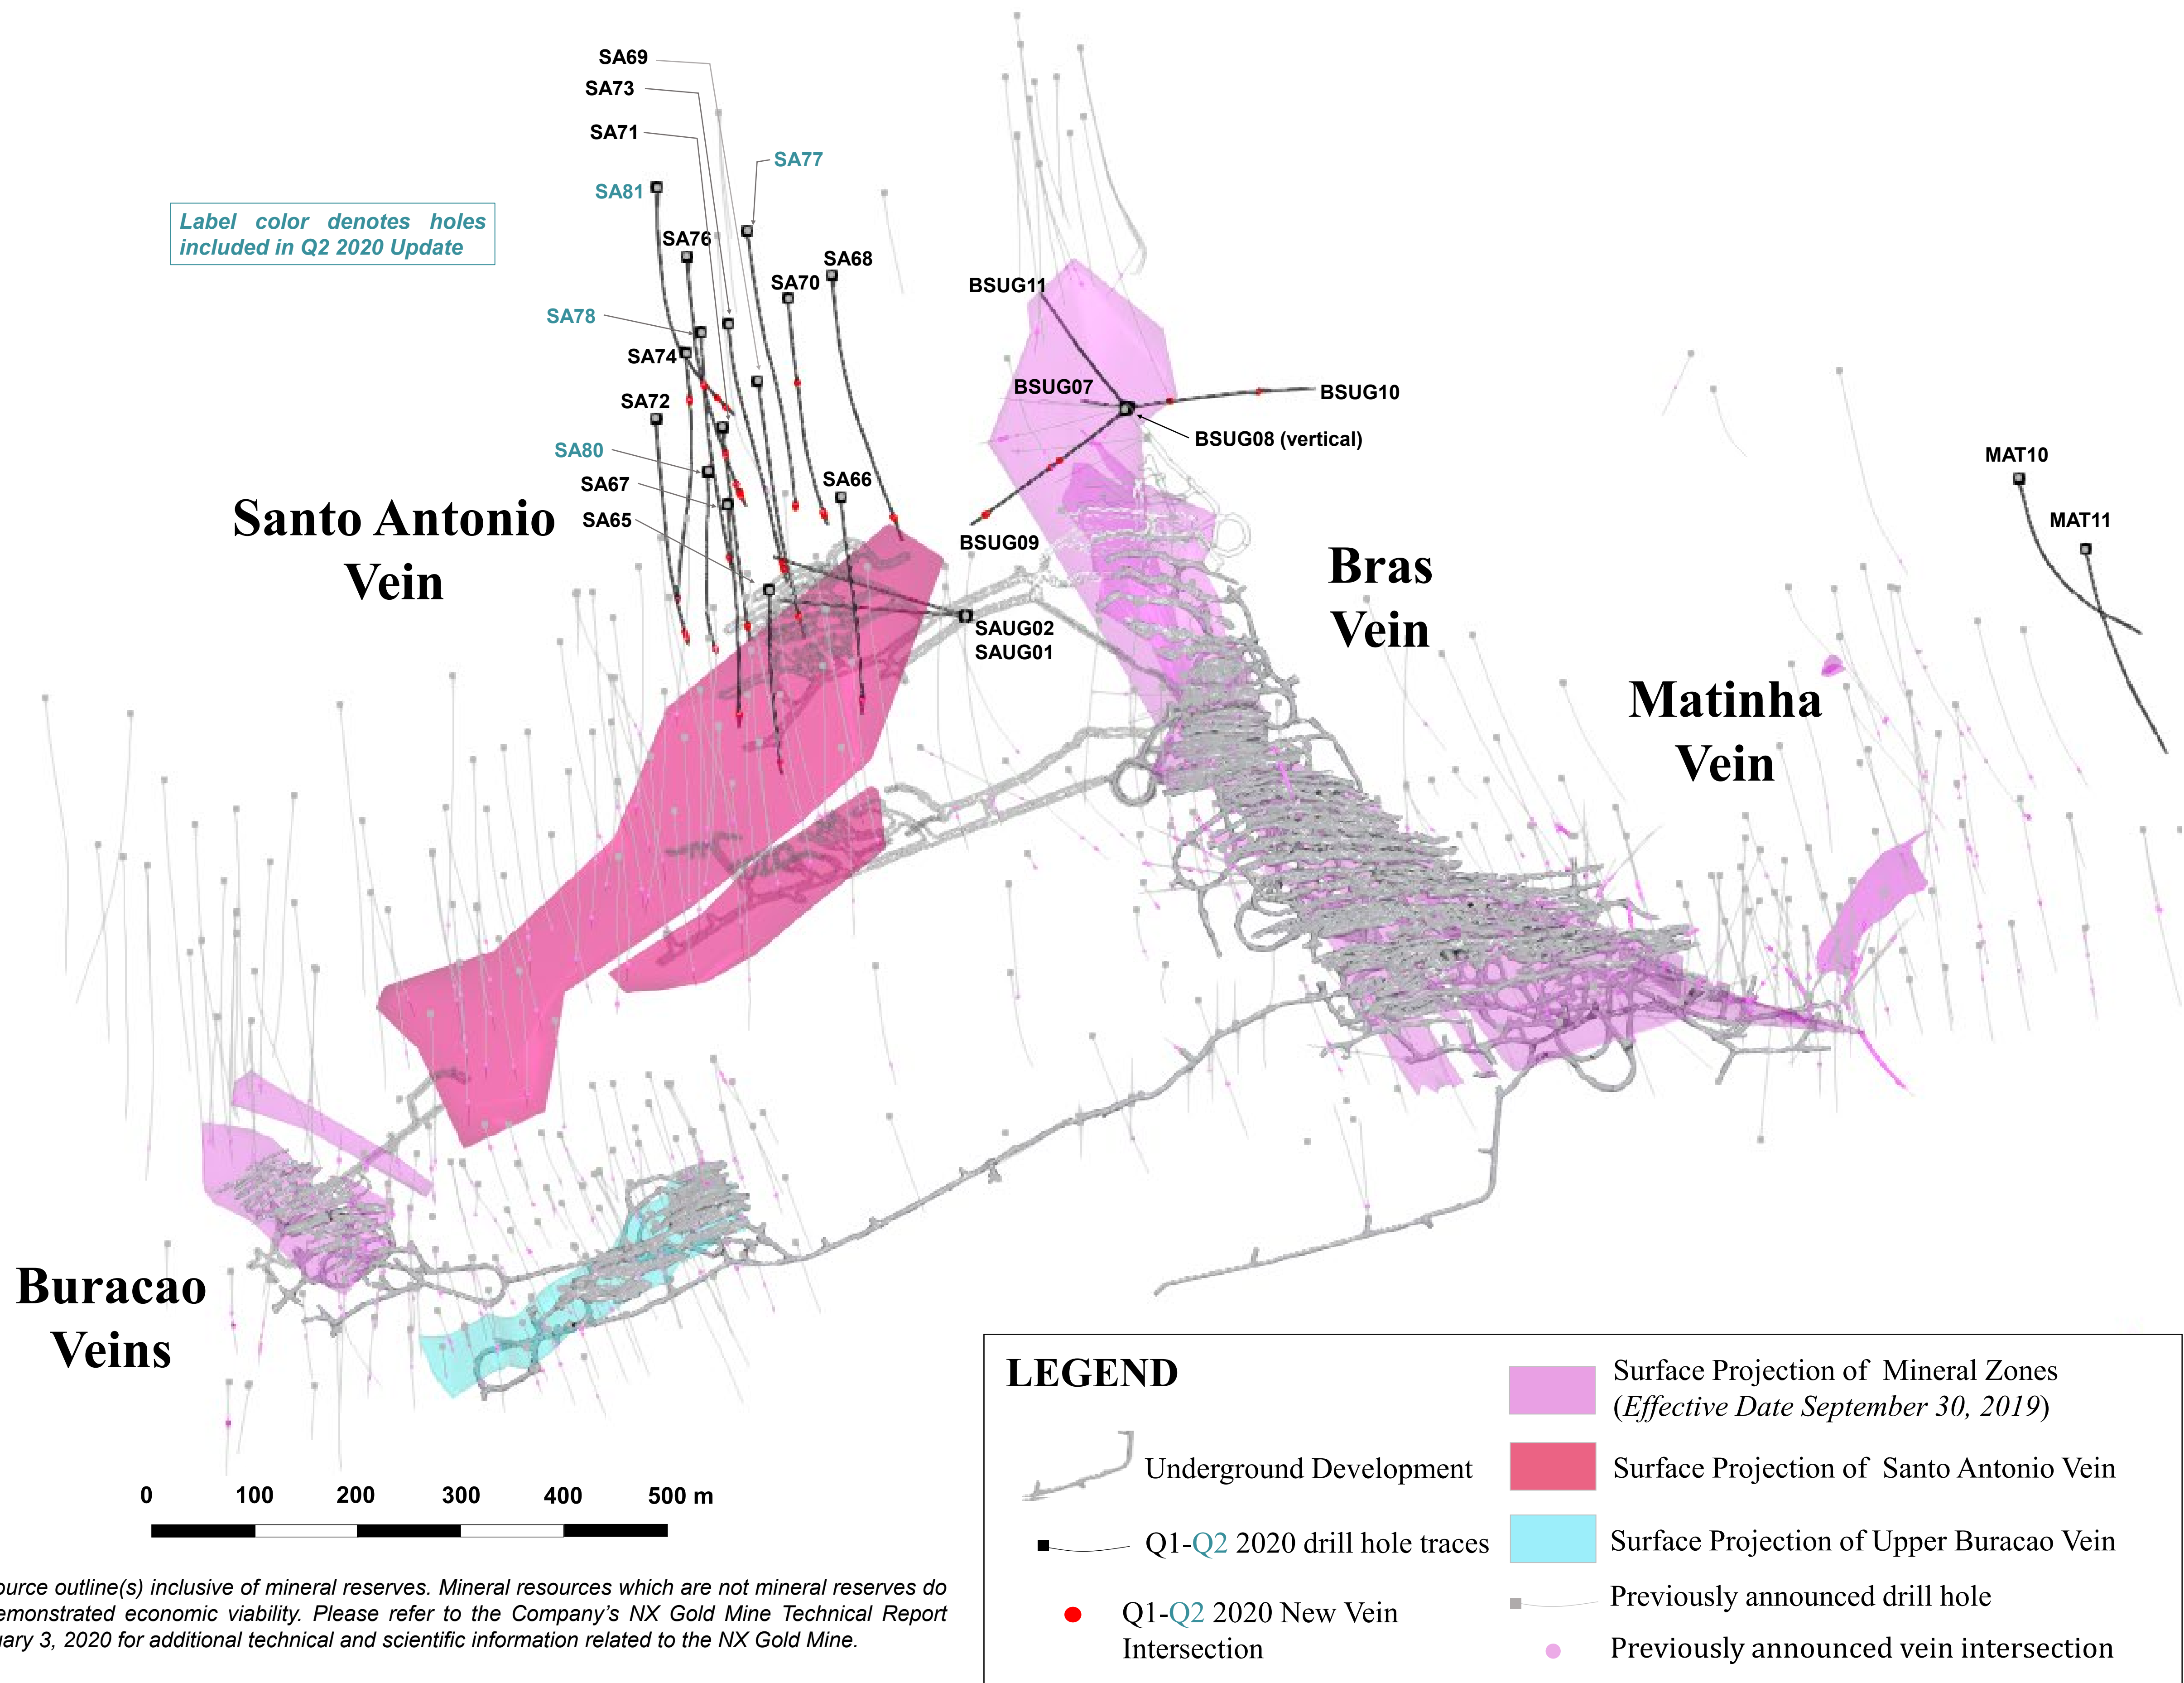 SA69
SA73
SA71
SA77
SA81
Label color denotes holes
included in Q2 2020 Update
SA76
SA68
SA70
BSUG11
SA78
SA74
BSUG07
BSUG10
SA72
BSUG08 (vertical)
SA80
MAT10
SA67
SA66
SA65
MAT11
BSUG09
Santo Antonio
Vein
Bras
Vein
SAUG02
SAUG01
Matinha
Vein
Buracao
Veins
0 100 200 300 400 500 m
ource outline(s) inclusive of mineral reserves. Mineral resources which are not mineral reserves do
emonstrated economic viability. Please refer to the Company's NX Gold Mine Technical Report
uary 3, 2020 for additional technical and scientific information related to the NX Gold Mine.
LEGEND
Underground Development
Q1-Q2 2020 drill hole traces
Q1-Q2 2020 New Vein
Intersection
Surface Projection of Mineral Zones
(Effective Date September 30, 2019)
Surface Projection of Santo Antonio Vein
Surface Projection of Upper Buracao Vein
Previously announced drill hole
Previously announced vein intersection